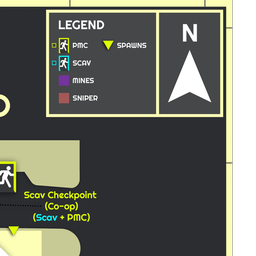 LEGEND
N
PMC
SPAWNS
SCAV
MINES
SNIPER
Scav Checkpoint
(Co-op)
(Scav + PMC)